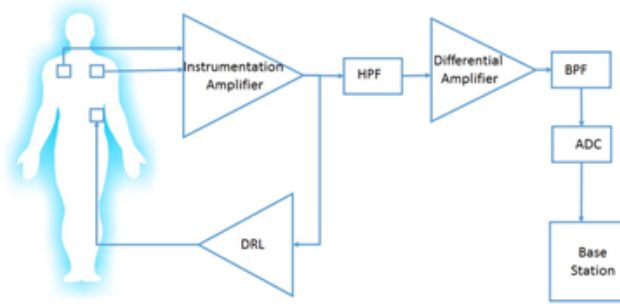 Instrumentation
Amplifier
HPF
Differential
Amplifier
BPF
ADC
DRL
Base
Station